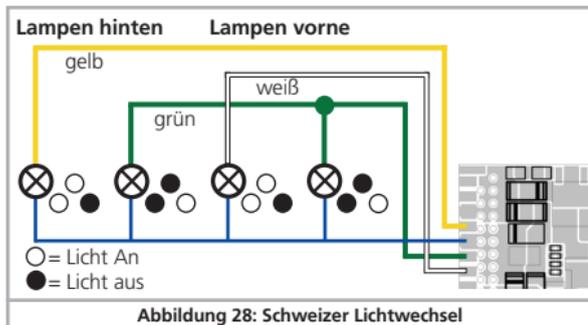 Lampen hinten Lampen vorne
gelb
weiß
grün
= Licht An
= Licht aus
Abbildung 28: Schweizer Lichtwechsel